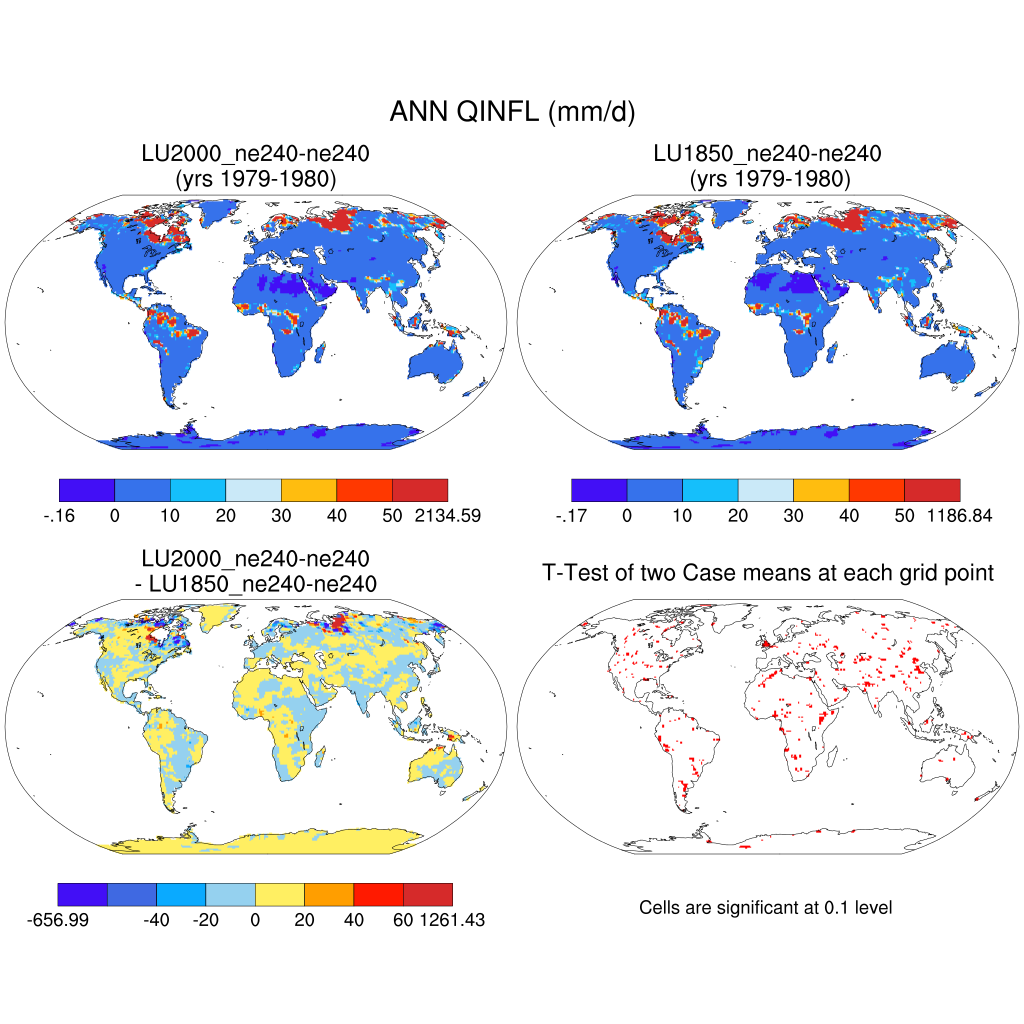 ANN QINFL (mm/d)
LU2000_ne240-ne240
(yrs 1979-1980)
LU1850_ne240-ne240
(yrs 1979-1980)
-.16 0 10 20 30 40 50 2134.59
-.17 0 10 20 30 40 50 1186.84
LU2000_ne240-ne240
- LU1850_ne240-ne240
T-Test of two Case means at each grid point
-656.99 -40 -20 0 20 40 60 1261.43
Cells are significant at 0.1 level